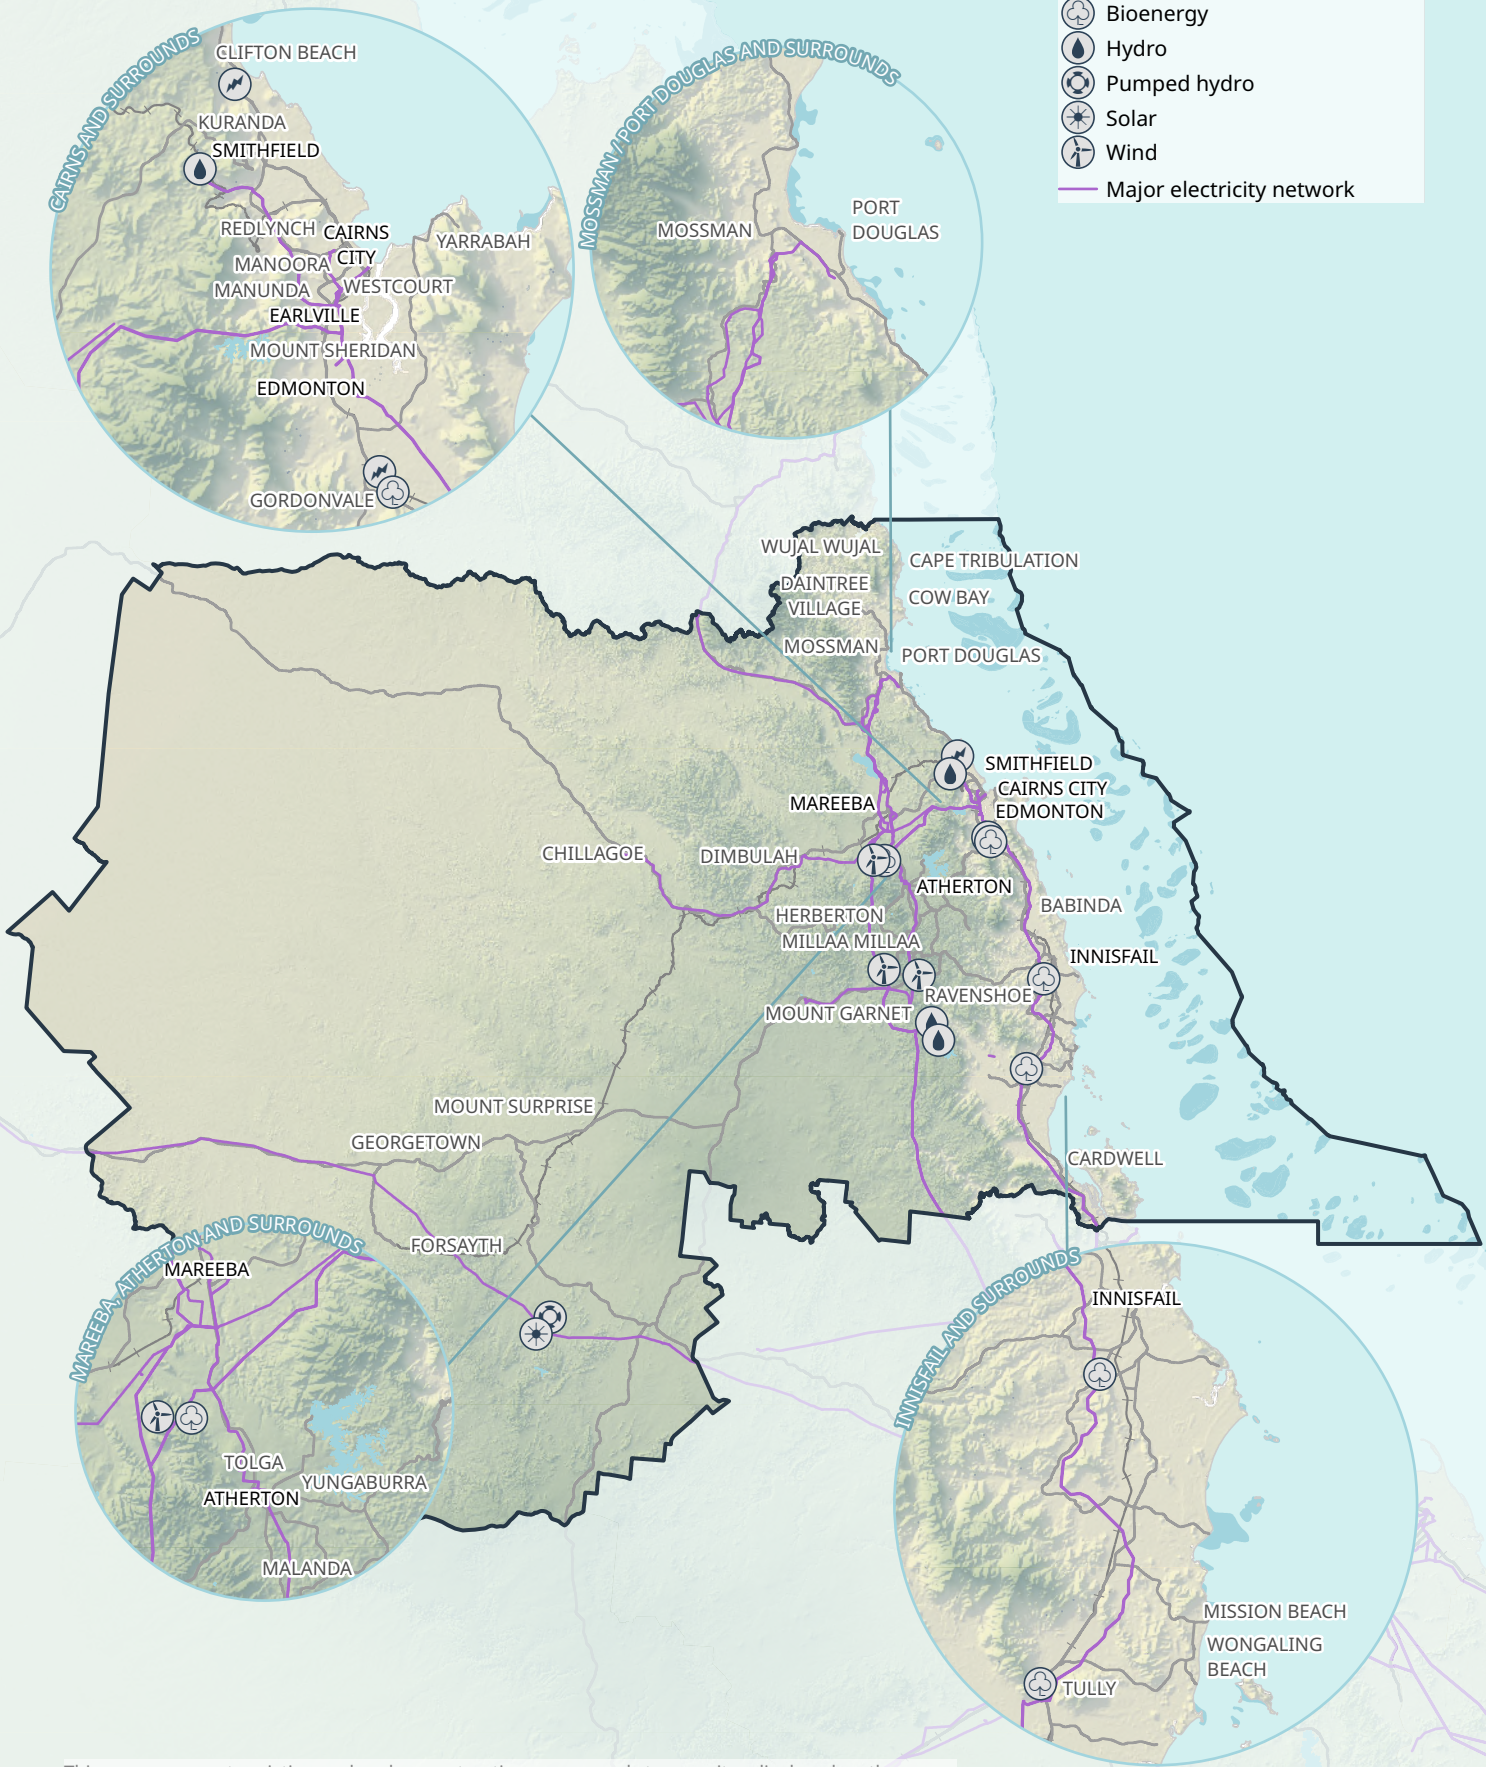 Bioenergy
Hydro
Pumped hydro
Solar
Wind
Major electricity network
CAIRNS AND SURROUNDS
CLIFTON BEACH
KURANDA
SMITHFIELD
REDLYNCH
CAIRNS
CITY
YARRABAH
MANOORA
MANUNDA
WESTCOURT
EARLVILLE
MOUNT SHERIDAN
EDMONTON
GORDONVALE
MOSSMAN / PORT DOUGLAS AND SURROUNDS
MOSSMAN
PORT
DOUGLAS
WUJAL WUJAL
CAPE TRIBULATION
DAINTREE
VILLAGE
COW BAY
MOSSMAN
PORT DOUGLAS
SMITHFIELD
CAIRNS CITY
EDMONTON
MAREEBA
CHILLAGOE
DIMBULAH
ATHERTON
BABINDA
HERBERTON
MILLAA MILLAA
INNISFAIL
RAVENSHOE
MOUNT GARNET
MOUNT SURPRISE
GEORGETOWN
CARDWELL
FORSAYTH
MAREEBA, ATHERTON AND SURROUNDS
MAREEBA
TOLGA
YUNGABURRA
ATHERTON
MALANDA
INNISFAIL AND SURROUNDS
INNISFAIL
MISSION BEACH
WONGALING
BEACH
TULLY